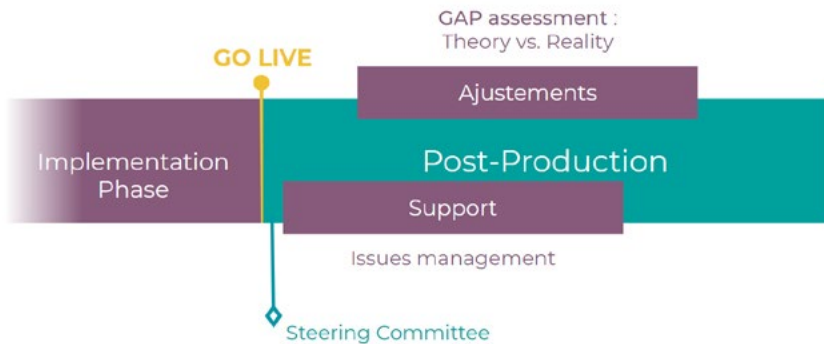 GAP assessment :
Theory vs. Reality
GO LIVE
Ajustements
Implementation
Phase
Post-Production
Support
Issues management
Steering Committee